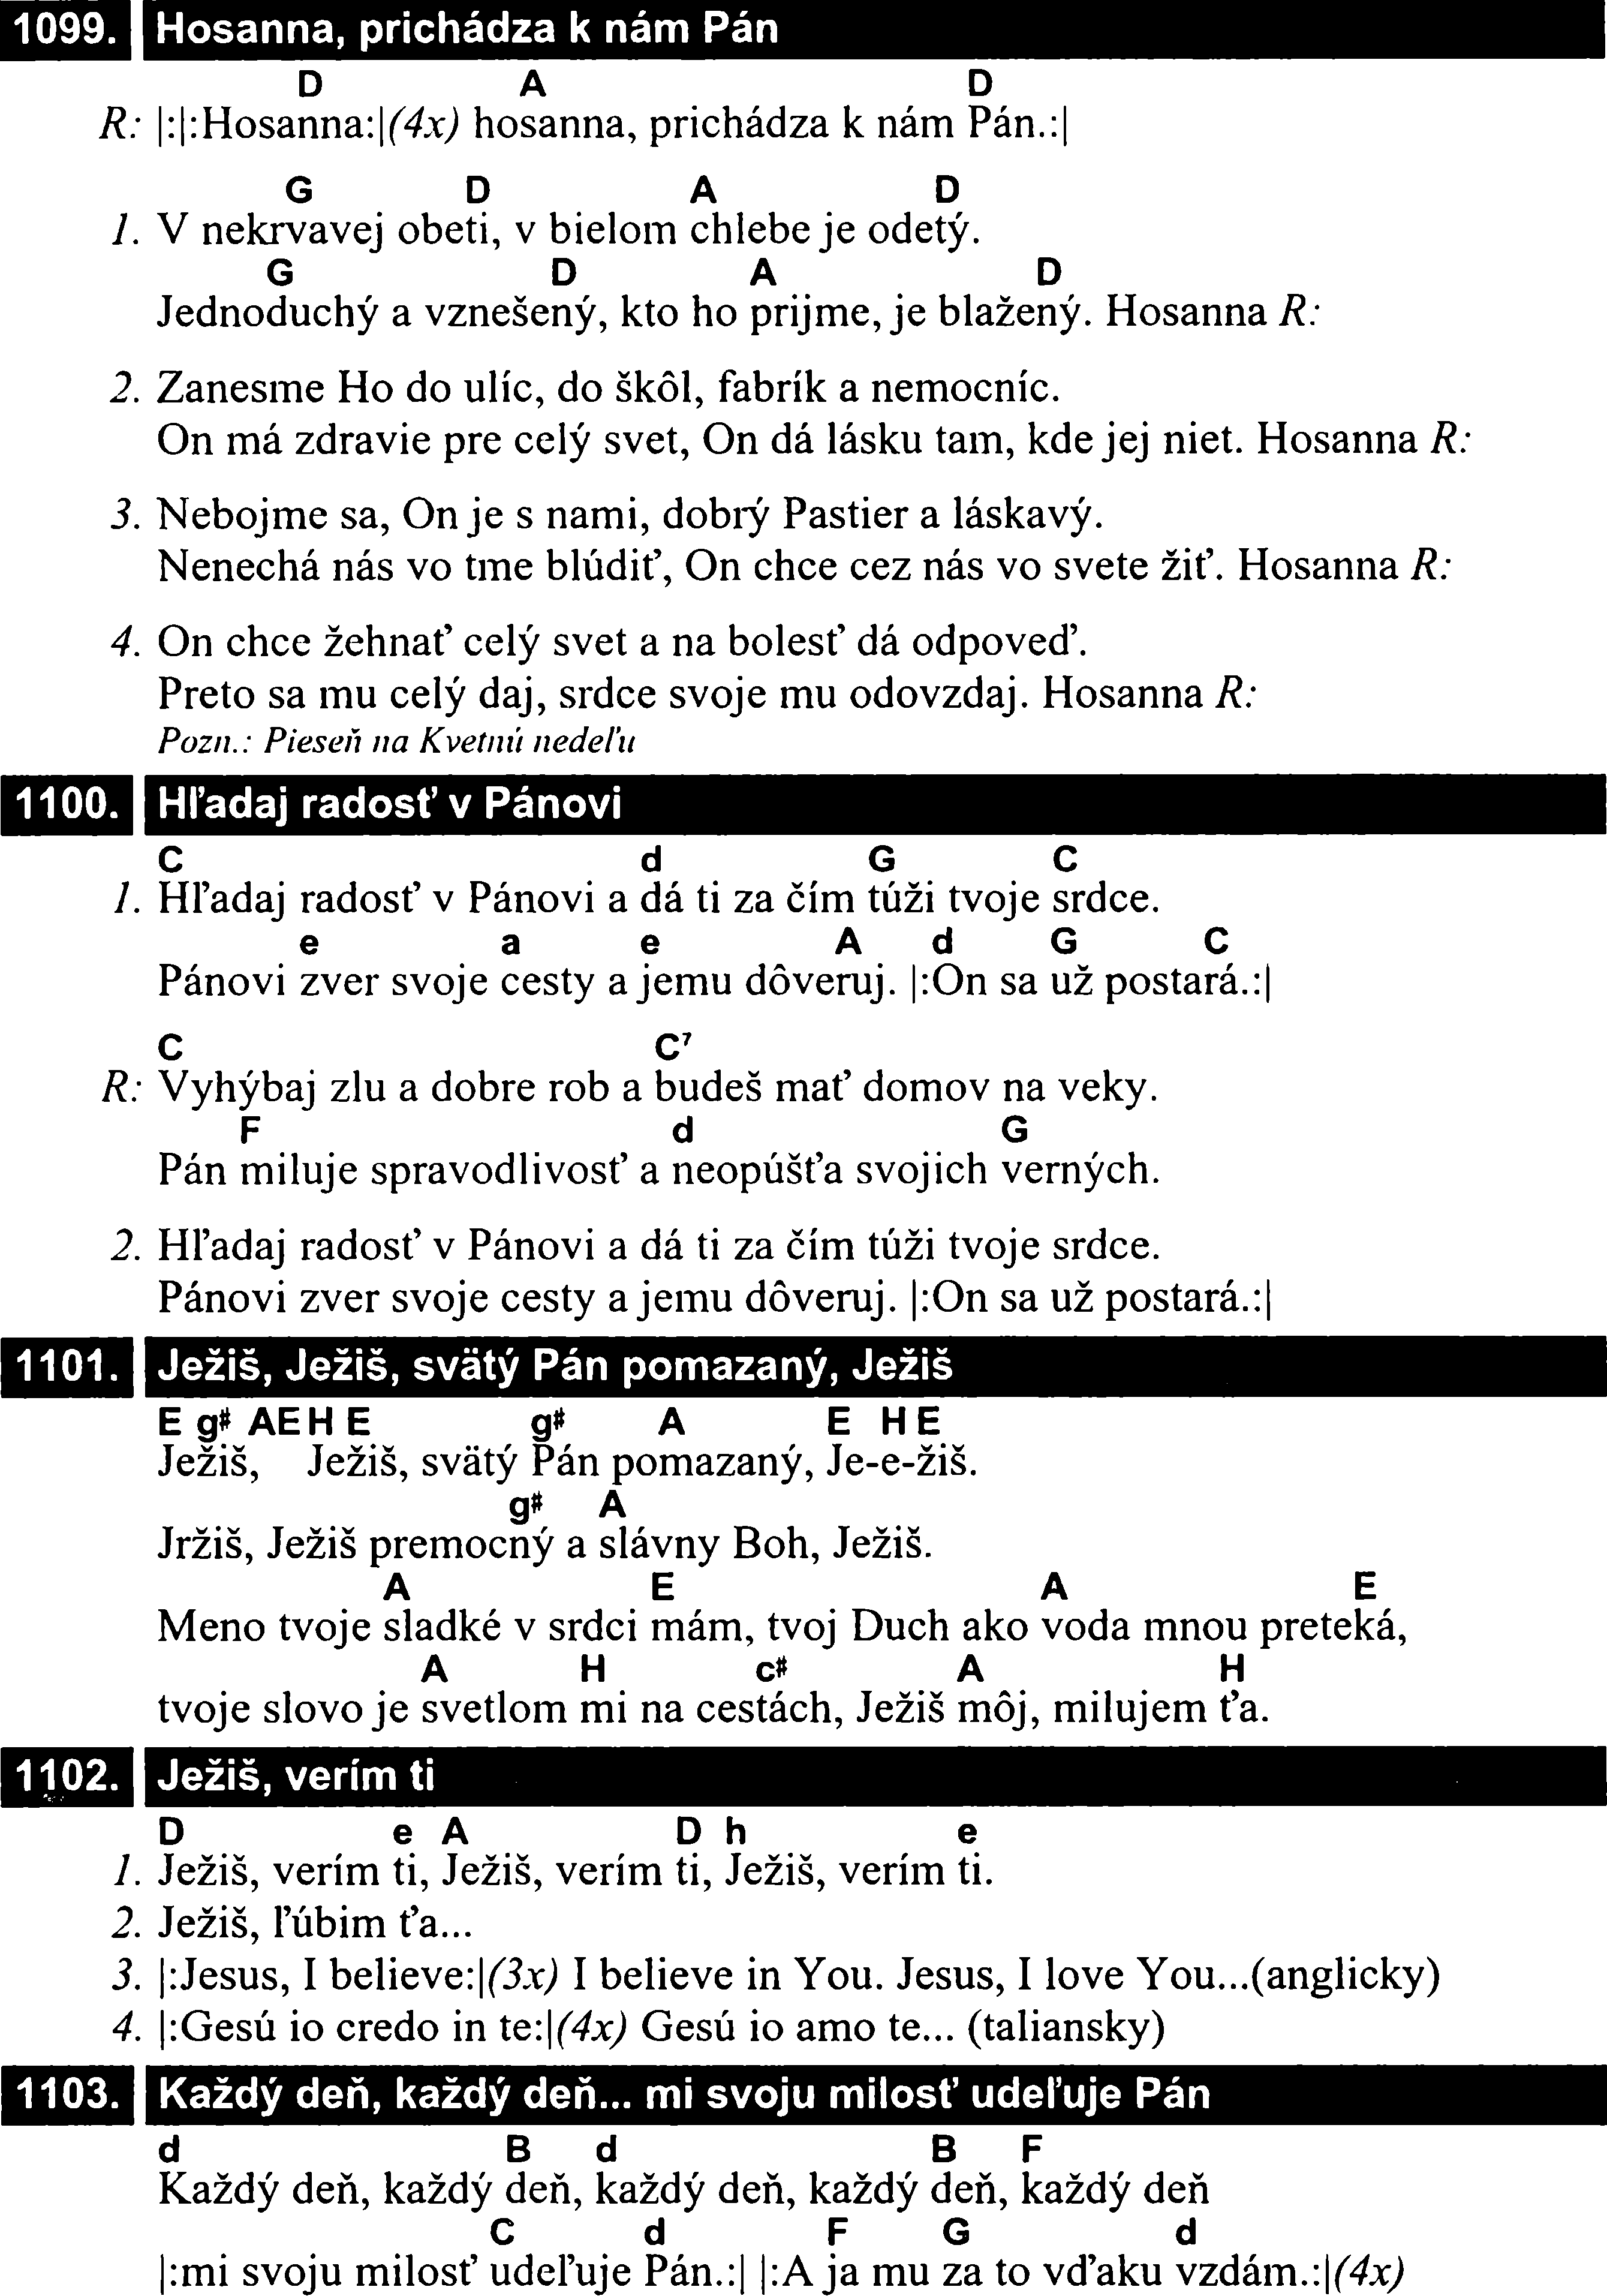 1099. Hosanna, prichádza k nám Pán
D A D
R: |:|:Hosanna:|(4x) hosanna, prichádza k nám Pán.:|
G D A D
1. V nekrvavej obeti, v bielom chlebe je odetý.
G D A D
Jednoduchý a vznešený, kto ho prijme, je blažený. Hosanna R:
2. Zanesme Ho do ulíc, do škôl, fabrík a nemocníc.
On má zdravie pre celý svet, On dá lásku tam, kde jej niet. Hosanna R:
3. Nebojme sa, On je s nami, dobrý Pastier a láskavý.
Nenechá nás vo tme blúdiť, On chce cez nás vo svete žiť. Hosanna R:
4. On chce žehnať celý svet a na bolesť dá odpoveď.
Preto sa mu celý daj, srdce svoje mu odovzdaj. Hosanna R:
Pozn.: Pieseň na Kvetnú nedeľu
1100. Hľadaj radosť v Pánovi
C d G C
1. Hľadaj radosť v Pánovi a dá ti za čím túži tvoje srdce.
e a e A d G C
Pánovi zver svoje cesty a jemu dôveruj. |:On sa už postará.:|
C C7
R: Vyhýbaj zlu a dobre rob a budeš mať domov na veky.
F d G
Pán miluje spravodlivosť a neopúšťa svojich verných.
2. Hľadaj radosť v Pánovi a dá ti za čím túži tvoje srdce.
Pánovi zver svoje cesty a jemu dôveruj. |:On sa už postará.:|
1101. Ježiš, Ježiš, svätý Pán pomazaný, Ježiš
E g# A E H E g# A E H E
Ježiš, Ježiš, svätý Pán pomazaný, Je-e-žiš.
g# A
Jržiš, Ježiš premocný a slávny Boh, Ježiš.
A E A E
Meno tvoje sladké v srdci mám, tvoj Duch ako voda mnou preteká,
A H c# A H
tvoje slovo je svetlom mi na cestách, Ježiš môj, milujem ťa.
1102. Ježiš, verím ti
D e A D h e
1. Ježiš, verím ti, Ježiš, verím ti, Ježiš, verím ti.
2. Ježiš, ľúbim ťa...
3. |:Jesus, I believe:|(3x) I believe in You. Jesus, I love You...(anglicky)
4. |:Gesú io credo in te:|(4x) Gesú io amo te... (taliansky)
1103. Každý deň, každý deň... mi svoju milosť udeľuje Pán
d B d B F
Každý deň, každý deň, každý deň, každý deň, každý deň
C d F G d
|:mi svoju milosť udeľuje Pán.:| |:A ja mu za to vďaku vzdám.:|(4x)